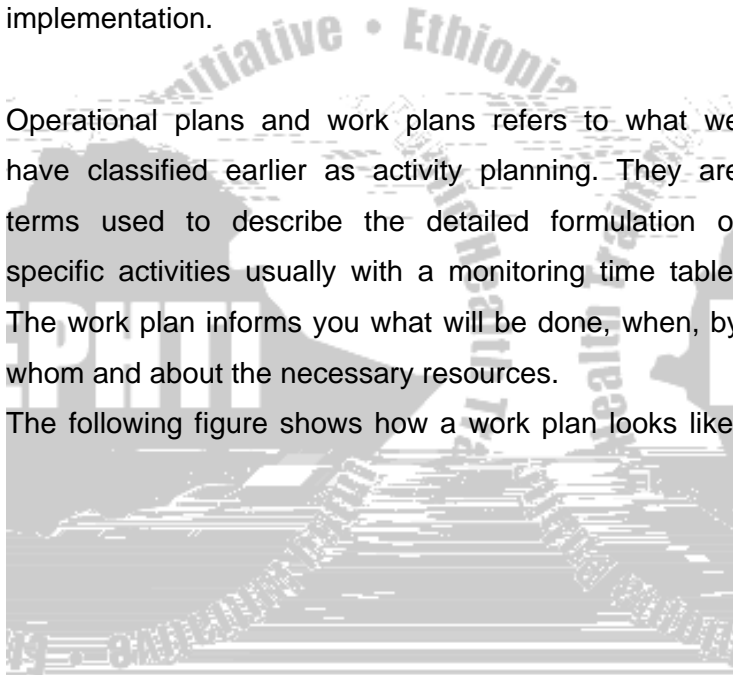 implementation.
itiative • Ethiopia
Operational plans and work plans refers to what we
have classified earlier as activity planning. They are
terms used to describe the detailed formulation o
specific activities usually with a monitoring time table
The work plan informs you what will be done, when, by
EPHTI
whom and about the necessary resources.
The following figure shows how a work plan looks like